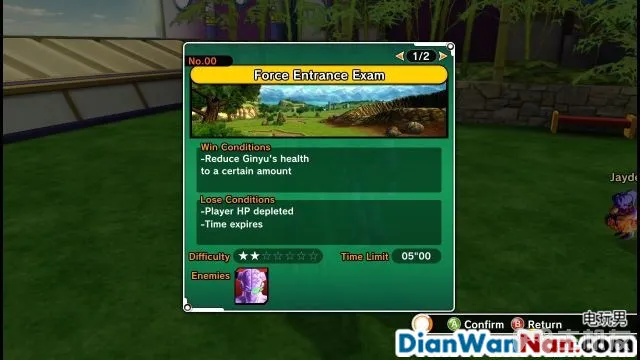 No.00
1/2
Force Entrance Exam
Win Conditions
-Reduce Ginyu's health
to a certain amount
Lose Conditions
-Player HP depleted
-Time expires
Difficulty ★★☆☆☆☆☆ Time Limit 05"00
Enemies
Jayde
A Confirm B Return
电玩男
DianWanNan.com